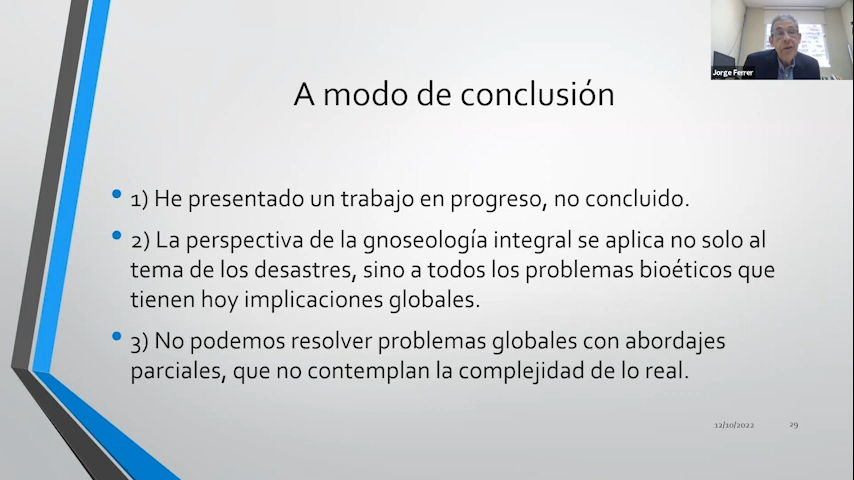 Jorge Ferrer
A modo de conclusión
• 1) He presentado un trabajo en progreso, no concluido.
• 2) La perspectiva de la gnoseología integral se aplica no solo al
tema de los desastres, sino a todos los problemas bioéticos que
tienen hoy implicaciones globales.
• 3) No podemos resolver problemas globales con abordajes
parciales, que no contemplan la complejidad de lo real.
12/10/2022 29